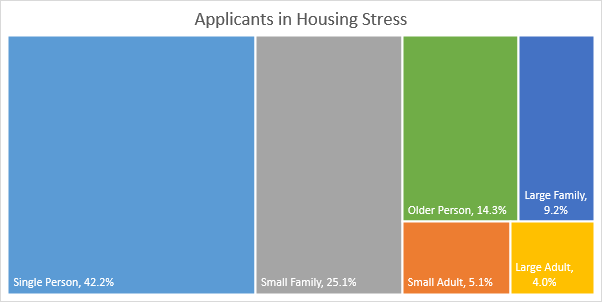 Applicants in Housing Stress
Single Person, 42.2%
Small Family, 25.1%
Older Person, 14.3%
Large Family,
9.2%
Small Adult, 5.1%
Large Adult,
4.0%